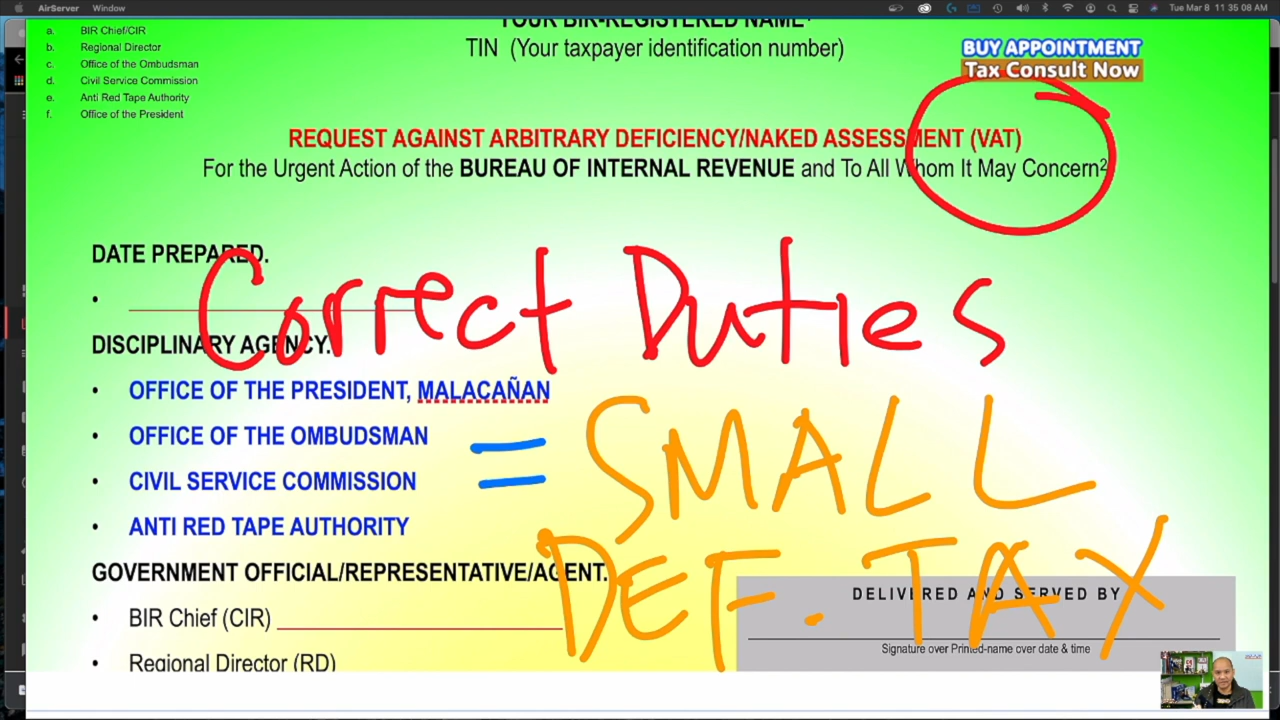 AirServer Window
Tue Mar 8 11 35 08 AM
a. BIR Chief/CIR
b. Regional Director
c. Office of the Ombudsman
d. Civil Service Commission
e. Anti Red Tape Authority
f. Office of the President
YOUR BIR-REGISTERED NAME
TIN (Your taxpayer identification number)
BUY APPOINTMENT
Tax Consult Now
REQUEST AGAINST ARBITRARY DEFICIENCY/NAKED ASSESSMENT (VAT)
For the Urgent Action of the BUREAU OF INTERNAL REVENUE and To All Whom It May Concern²
DATE PREPARED.
Correct Duties
DISCIPLINARY AGENCY.
• OFFICE OF THE PRESIDENT, MALACAÑAN
• OFFICE OF THE OMBUDSMAN
= SMALL
• CIVIL SERVICE COMMISSION
• ANTI RED TAPE AUTHORITY
DEF. TAX
GOVERNMENT OFFICIAL/REPRESENTATIVE/AGENT.
• BIR Chief (CIR)
• Regional Director (RD)
DELIVERED AND SERVED BY
Signature over Printed-name over date & time